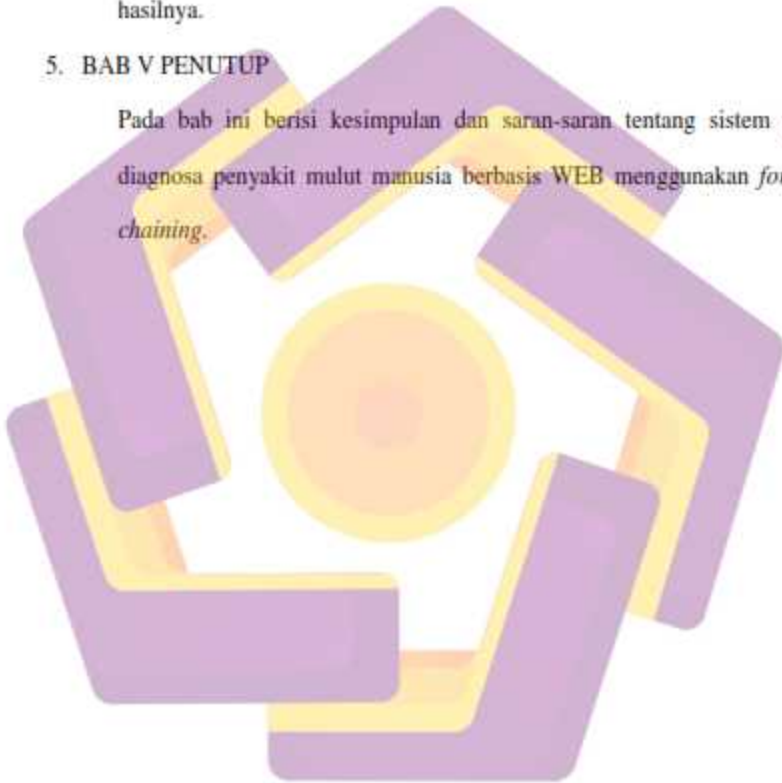 hasilnya.
5. BAB V PENUTUP
Pada bab ini berisi kesimpulan dan saran-saran tentang sistem
diagnosa penyakit mulut manusia berbasis WEB menggunakan
chaining.